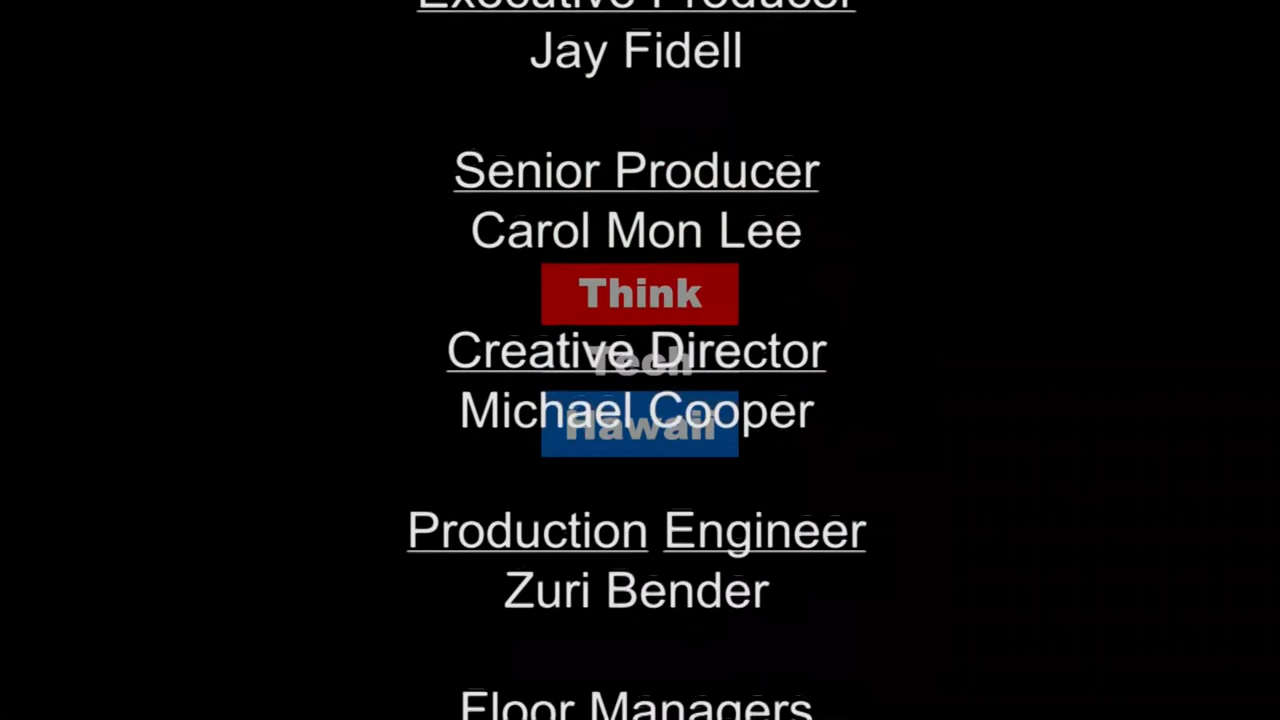 Executive Producer
Jay Fidell
Senior Producer
Carol Mon Lee
Think
Creative Director
Tech
Michael Cooper
Hawaii
Production Engineer
Zuri Bender
Floor Managers